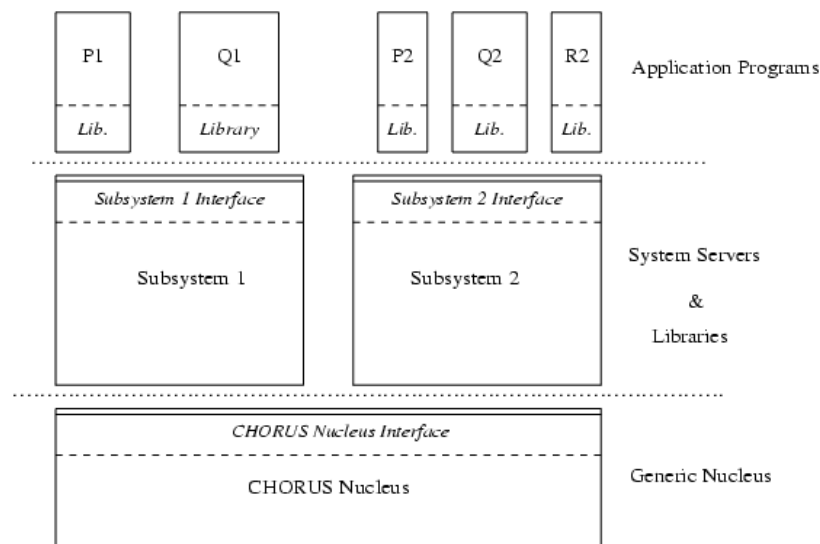 P1 Q1 P2 Q2 R2
Application Programs
Lib. Library Lib. Lib. Lib.
Subsystem 1 Interface Subsystem 2 Interface
Subsystem 1 Subsystem 2
System Servers
&
Libraries
CHORUS Nucleus Interface
CHORUS Nucleus
Generic Nucleus